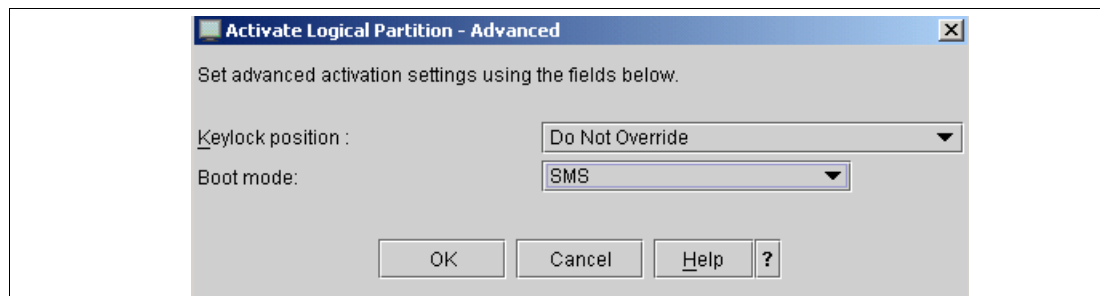 Activate Logical Partition - Advanced
Set advanced activation settings using the fields below.
Keylock position : Do Not Override
Boot mode: SMS
OK Cancel Help ?